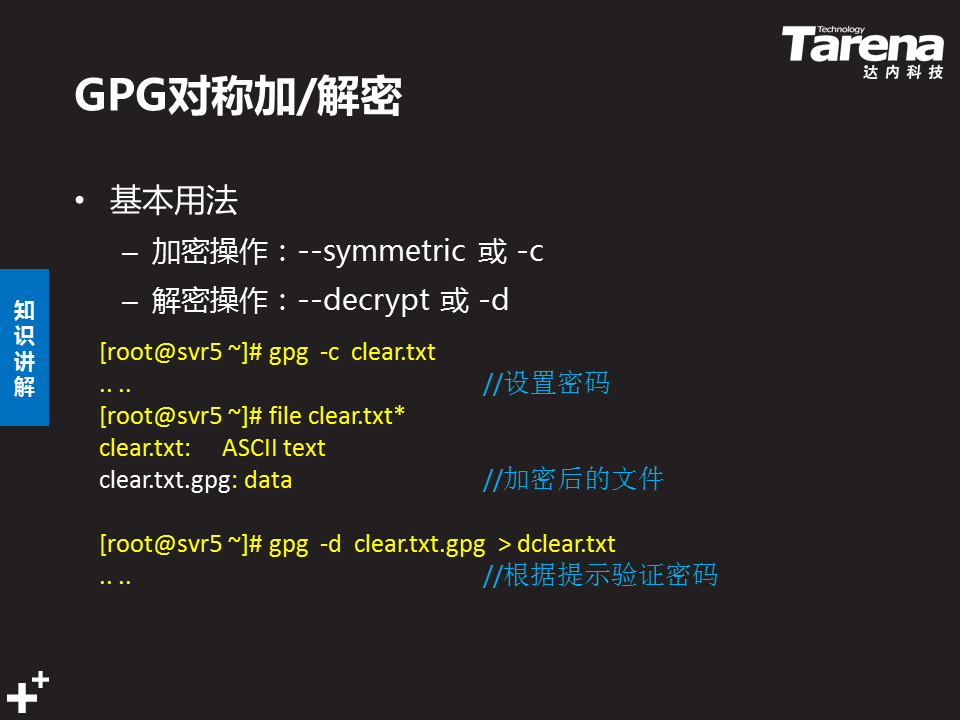 Technology
Tarena
达内科技
GPG对称加/解密
• 基本用法
– 加密操作：--symmetric 或 -c
– 解密操作：--decrypt 或 -d
知识讲解
[root@svr5 ~]# gpg -c clear.txt
.. .. //设置密码
[root@svr5 ~]# file clear.txt*
clear.txt: ASCII text
clear.txt.gpg: data //加密后的文件
[root@svr5 ~]# gpg -d clear.txt.gpg > dclear.txt
.. .. //根据提示验证密码